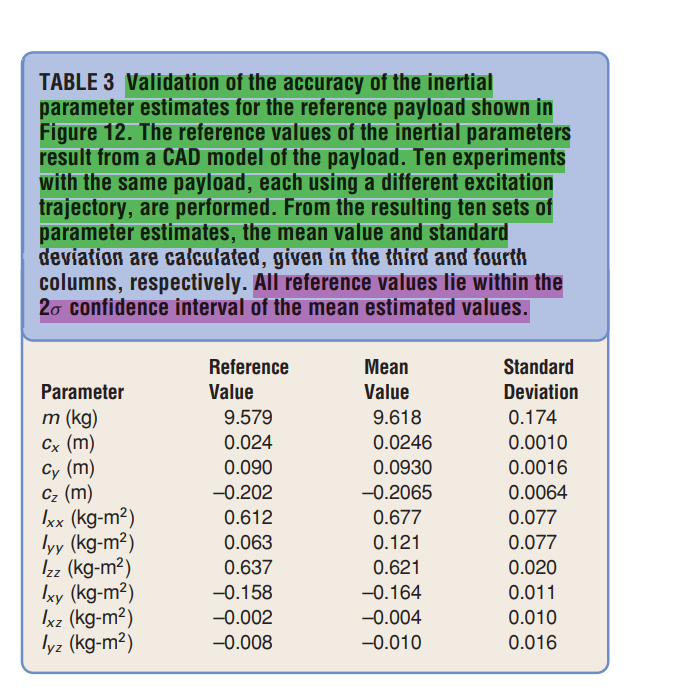 TABLE 3 Validation of the accuracy of the inertial
parameter estimates for the reference payload shown in
Figure 12. The reference values of the inertial parameters
result from a CAD model of the payload. Ten experiments
with the same payload, each using a different excitation
trajectory, are performed. From the resulting ten sets of
parameter estimates, the mean value and standard
deviation are calculated, given in the third and fourth
columns, respectively. All reference values lie within the
2σ confidence interval of the mean estimated values.
Reference Mean Standard
Parameter Value Value Deviation
m (kg) 9.579 9.618 0.174
cx (m) 0.024 0.0246 0.0010
cy (m) 0.090 0.0930 0.0016
cz (m) –0.202 –0.2065 0.0064
Ixx (kg-m²) 0.612 0.677 0.077
Iyy (kg-m²) 0.063 0.121 0.077
Izz (kg-m²) 0.637 0.621 0.020
Ixy (kg-m²) –0.158 –0.164 0.011
Ixz (kg-m²) –0.002 –0.004 0.010
Iyz (kg-m²) –0.008 –0.010 0.016